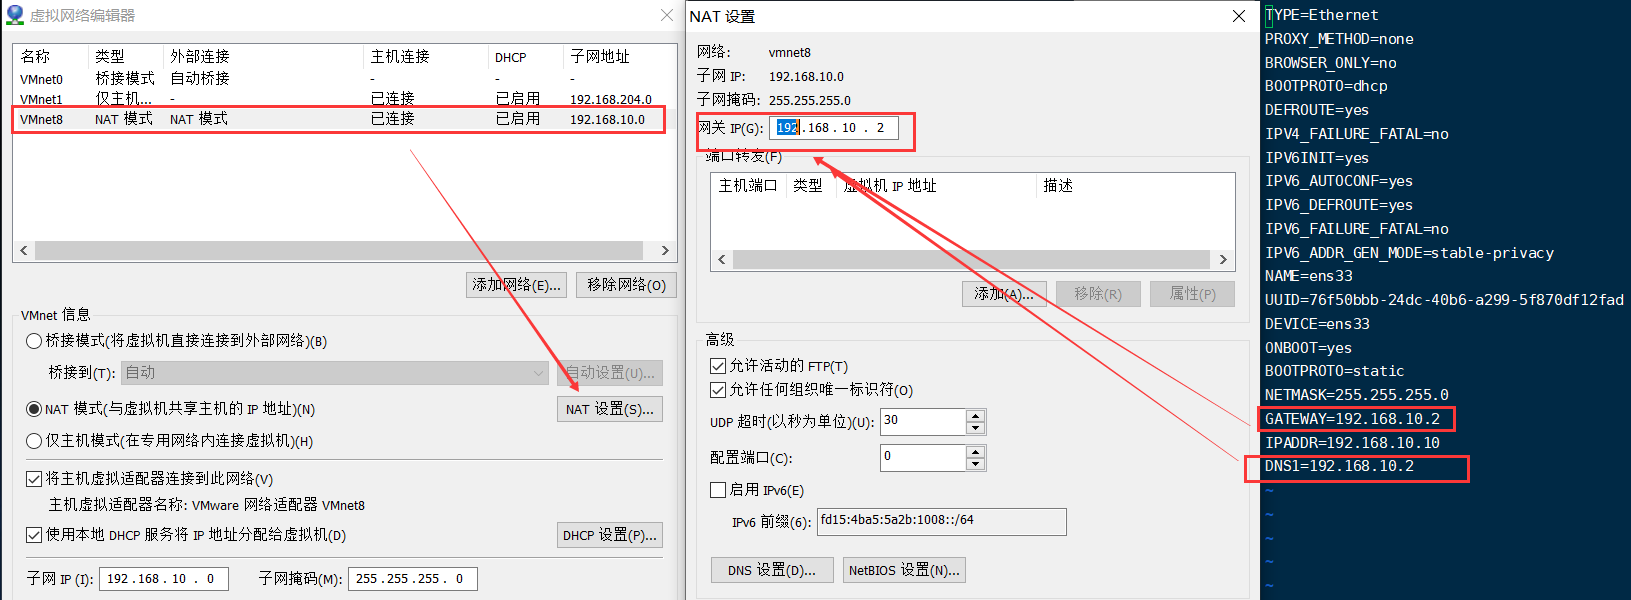 虚拟网络编辑器
名称 类型 外部连接 主机连接 DHCP 子网地址
VMnet0 桥接模式 自动桥接 - - -
VMnet1 仅主机... - 已连接 已启用 192.168.204.0
VMnet8 NAT 模式 NAT 模式 已连接 已启用 192.168.10.0
添加网络(E)... 移除网络(O)
VMnet 信息
桥接模式(将虚拟机直接连接到外部网络)(B)
桥接到(T): 自动 自动设置(U)...
NAT 模式(与虚拟机共享主机的 IP 地址)(N) NAT 设置(S)...
仅主机模式(在专用网络内连接虚拟机)(H)
将主机虚拟适配器连接到此网络(V)
主机虚拟适配器名称: VMware 网络适配器 VMnet8
使用本地 DHCP 服务将 IP 地址分配给虚拟机(D) DHCP 设置(P)...
子网 IP (I): 192.168.10.0 子网掩码(M): 255.255.255.0
NAT 设置
网络: vmnet8
子网 IP: 192.168.10.0
子网掩码: 255.255.255.0
网关 IP(G): 192.168.10.2
端口转发(F)
主机端口 类型 虚拟机 IP 地址 描述
添加(A)... 移除(R) 属性(P)
高级
允许活动的 FTP(T)
允许任何组织唯一标识符(O)
UDP 超时(以秒为单位)(U): 30
配置端口(C): 0
启用 IPv6(E)
IPv6 前缀(6): fd15:4ba5:5a2b:1008::/64
DNS 设置(D)... NetBIOS 设置(N)...
TYPE=Ethernet
PROXY_METHOD=none
BROWSER_ONLY=no
BOOTPROTO=dhcp
DEFROUTE=yes
IPV4_FAILURE_FATAL=no
IPV6INIT=yes
IPV6_AUTOCONF=yes
IPV6_DEFROUTE=yes
IPV6_FAILURE_FATAL=no
IPV6_ADDR_GEN_MODE=stable-privacy
NAME=ens33
UUID=76f50bbb-24dc-40b6-a299-5f870df12fad
DEVICE=ens33
ONBOOT=yes
BOOTPROTO=static
NETMASK=255.255.255.0
GATEWAY=192.168.10.2
IPADDR=192.168.10.10
DNS1=192.168.10.2
~
~
~
~
~